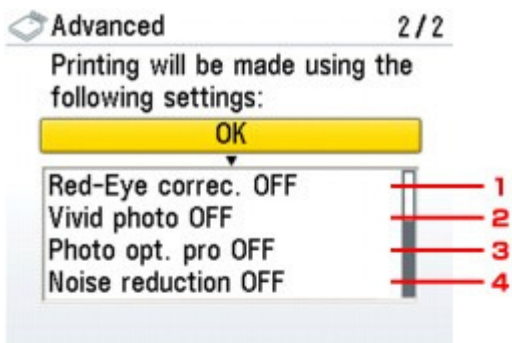 Advanced 2/2
Printing will be made using the
following settings:
OK
Red-Eye correc. OFF 1
Vivid photo OFF 2
Photo opt. pro OFF 3
Noise reduction OFF 4